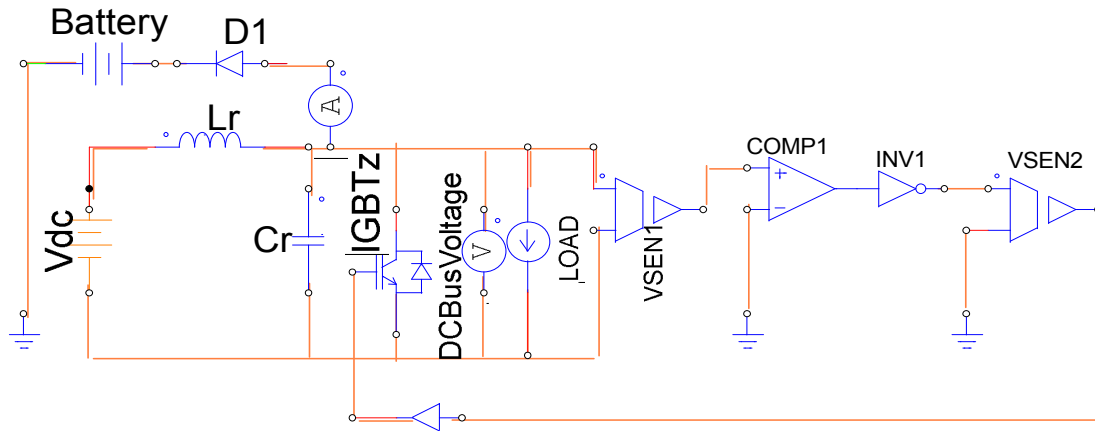 Battery
D1
A
Lr
COMP1
INV1
VSEN2
Vdc
Cr
IGBTz
DCBusVoltage
V
LOAD
VSEN1